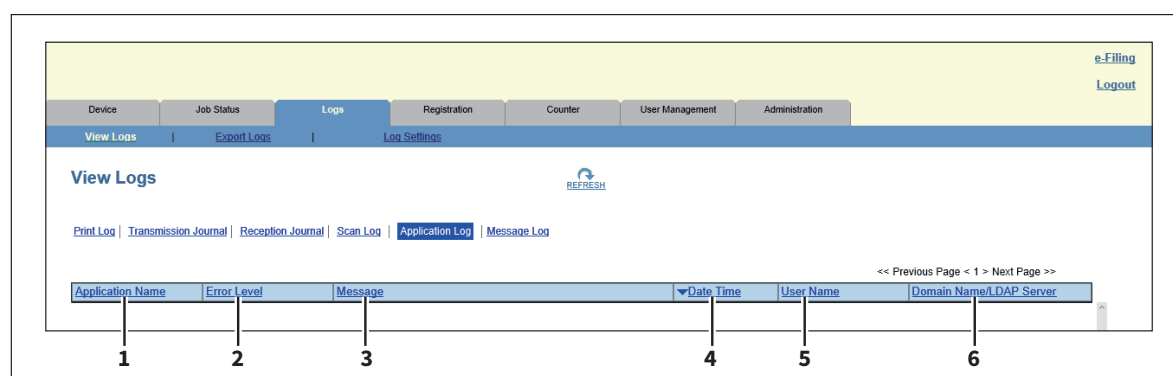 e-Filing
Logout
Device Job Status Logs Registration Counter User Management Administration
View Logs | Export Logs | Log Settings
View Logs
REFRESH
Print Log | Transmission Journal | Reception Journal | Scan Log | Application Log | Message Log
<< Previous Page < 1 > Next Page >>
Application Name Error Level Message Date Time User Name Domain Name/LDAP Server
1 2 3 4 5 6